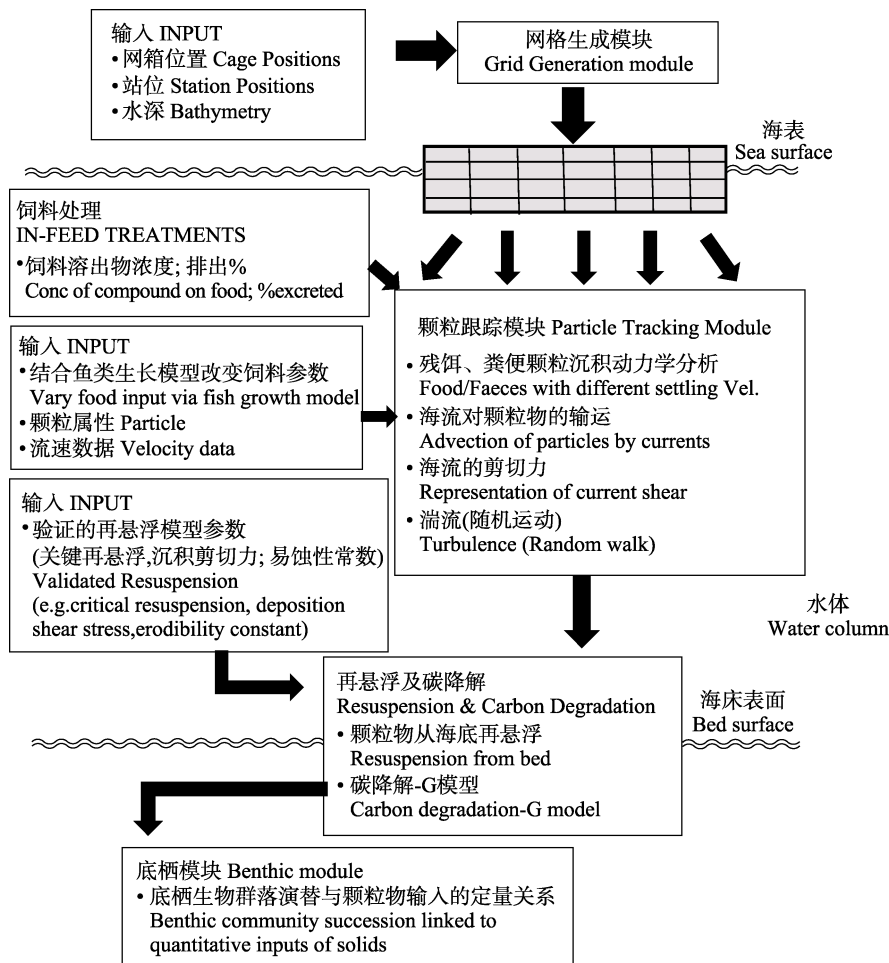 输入 INPUT
•网箱位置 Cage Positions
•站位 Station Positions
•水深 Bathymetry
网格生成模块
Grid Generation module
海表
Sea surface
饲料处理
IN-FEED TREATMENTS
•饲料溶出物浓度; 排出%
Conc of compound on food; %excreted
输入 INPUT
•结合鱼类生长模型改变饲料参数
Vary food input via fish growth model
•颗粒属性 Particle
•流速数据 Velocity data
颗粒跟踪模块 Particle Tracking Module
•残饵、粪便颗粒沉积动力学分析
Food/Faeces with different settling Vel.
•海流对颗粒物的输运
Advection of particles by currents
•海流的剪切力
Representation of current shear
•湍流(随机运动)
Turbulence (Random walk)
输入 INPUT
•验证的再悬浮模型参数
(关键再悬浮,沉积剪切力; 易蚀性常数)
Validated Resuspension
(e.g.critical resuspension, deposition
shear stress,erodibility constant)
水体
Water column
再悬浮及碳降解
Resuspension & Carbon Degradation
•颗粒物从海底再悬浮
Resuspension from bed
•碳降解-G模型
Carbon degradation-G model
海床表面
Bed surface
底栖模块 Benthic module
•底栖生物群落演替与颗粒物输入的定量关系
Benthic community succession linked to
quantitative inputs of solids